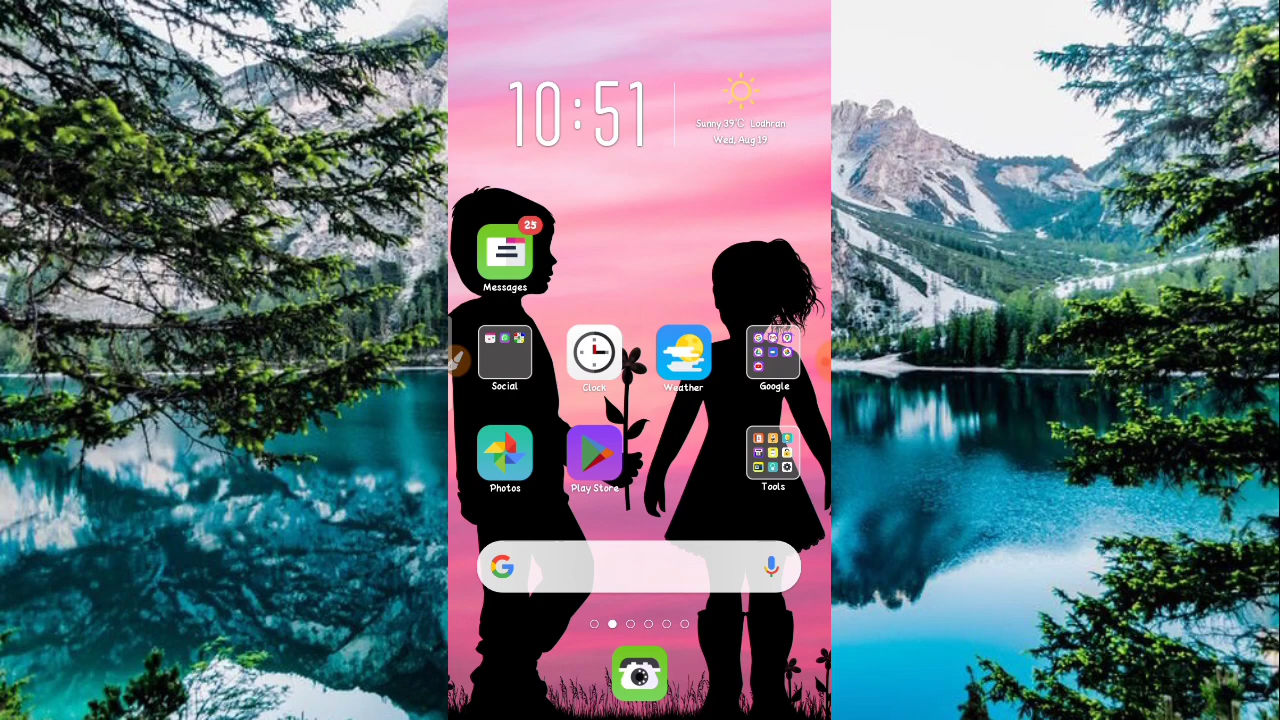 10:51
Sunny 39°C Lodhran
Wed, Aug 19
25
Messages
Social
Clock
Weather
Google
Photos
Play Store
Tools